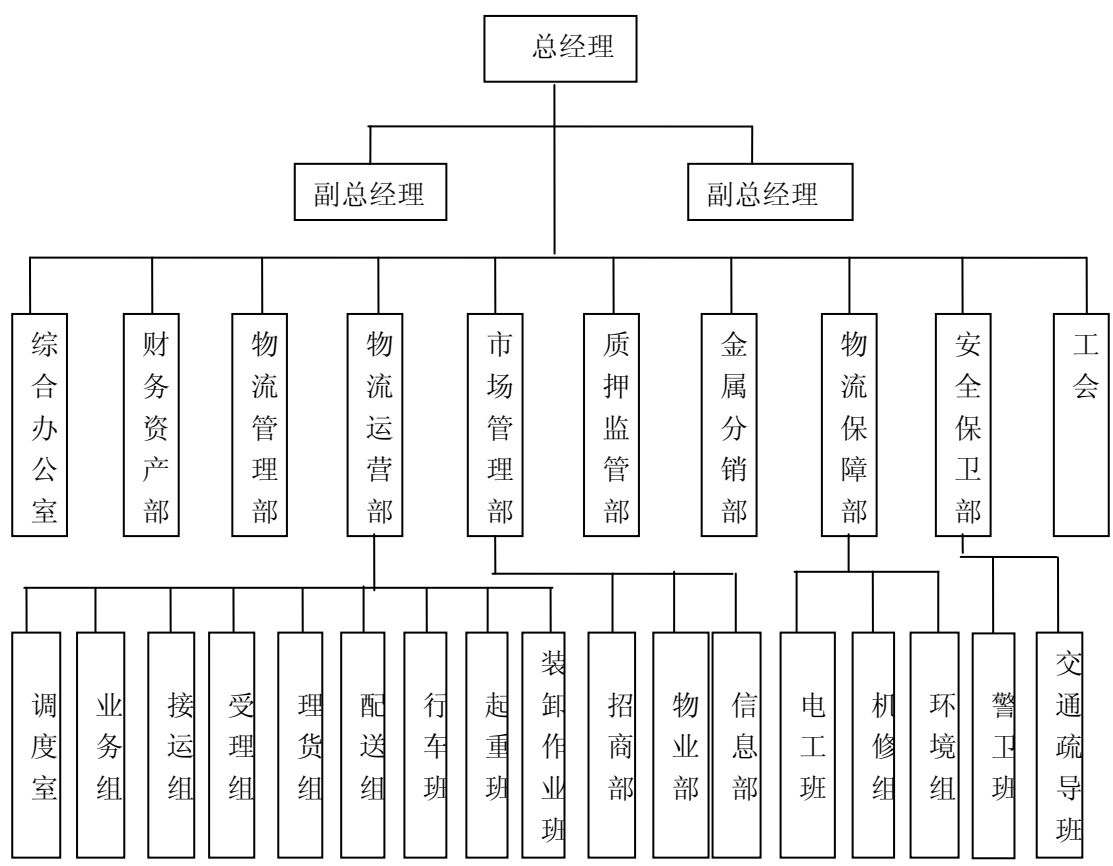 总经理
副总经理
副总经理
综合办公室
财务资产部
物流管理部
物流运营部
市场管理部
质押监管部
金属分销部
物流保障部
安全保卫部
工会
调度室
业务组
接运组
受理组
理货组
配送组
行车班
起重班
装卸作业班
招商部
物业部
信息部
电工班
机修组
环境组
警卫班
交通疏导班